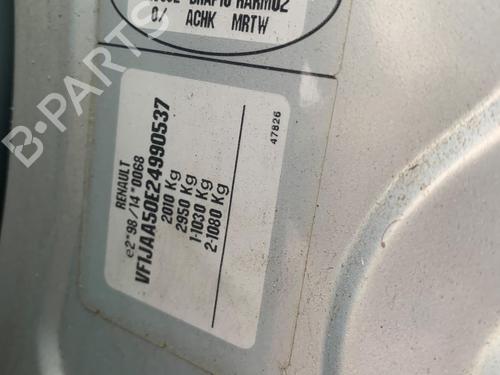 0/ ACHK MRTW
RENAULT
e2*98/14*0068
VF1JAA50E24990537
2010 Kg
2950 Kg
1-1030 Kg
2-1080 Kg
47826
B-PARTS